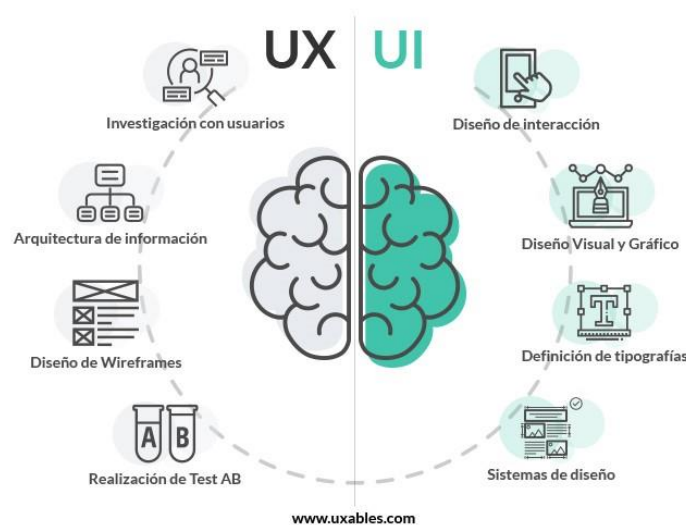 UX UI
Investigación con usuarios
Arquitectura de información
Diseño de Wireframes
A B
Realización de Test AB
Diseño de interacción
Diseño Visual y Gráfico
T
Definición de tipografías
Sistemas de diseño
www.uxables.com